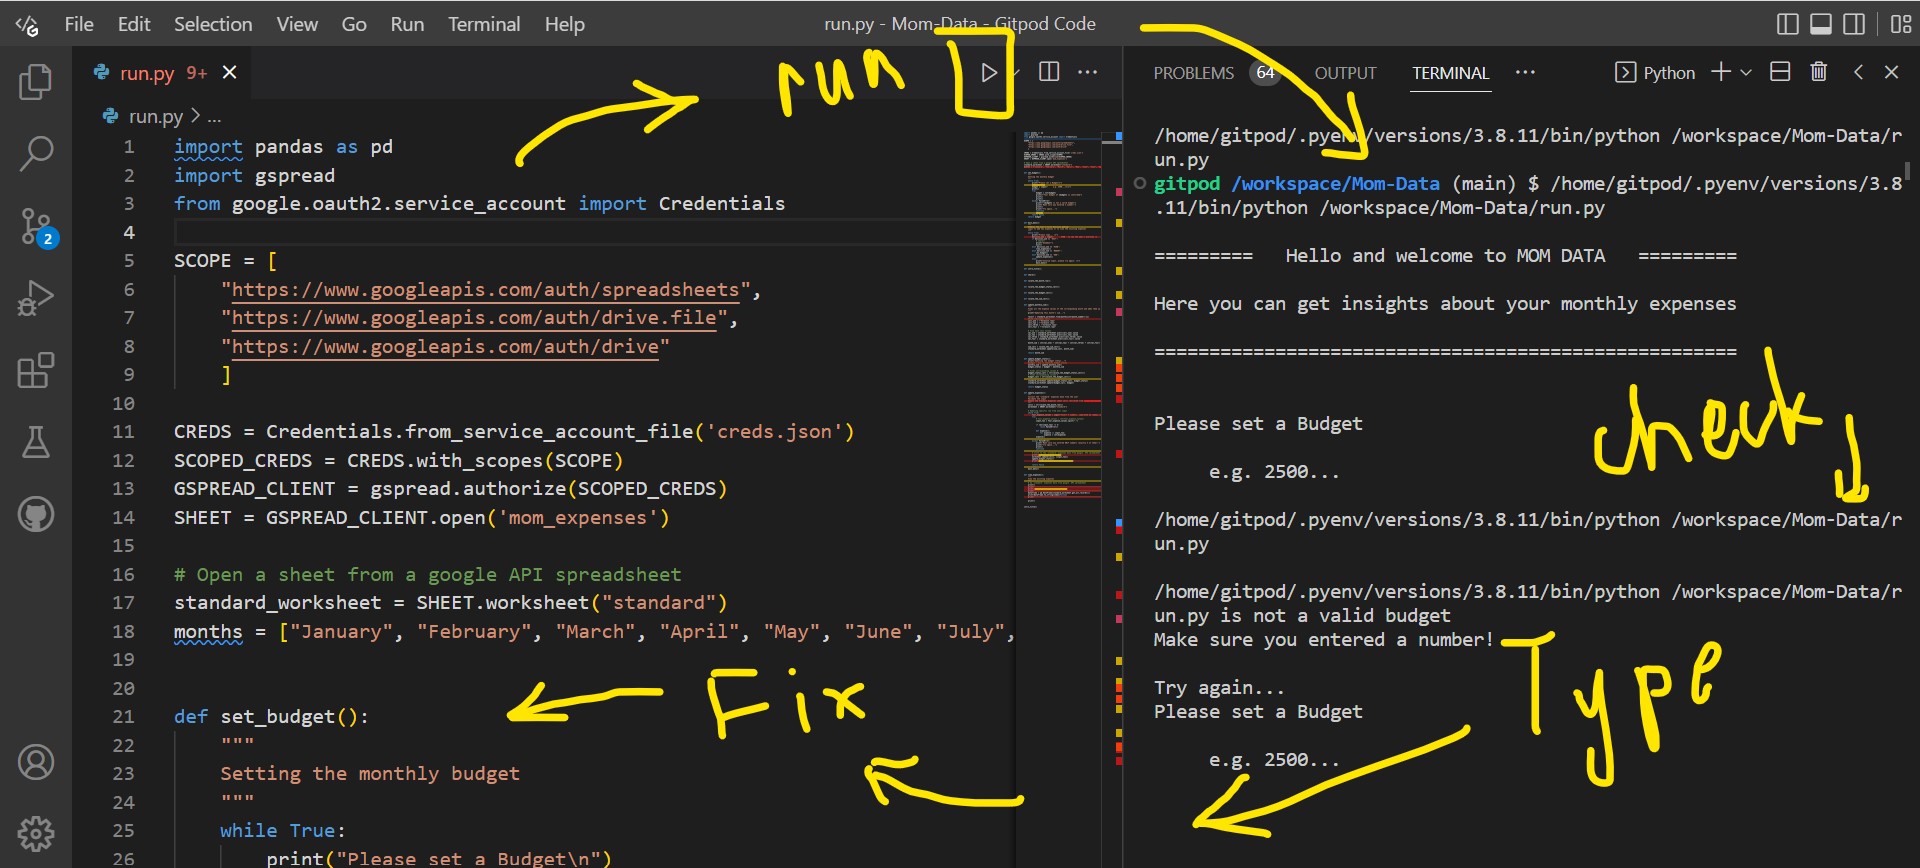 File Edit Selection View Go Run Terminal Help
run.py - Mom-Data - Gitpod Code
run.py 9+
run.py > ...
1 import pandas as pd
2 import gspread
3 from google.oauth2.service_account import Credentials
4
5 SCOPE = [
6 "https://www.googleapis.com/auth/spreadsheets",
7 "https://www.googleapis.com/auth/drive.file",
8 "https://www.googleapis.com/auth/drive"
9 ]
10
11 CREDS = Credentials.from_service_account_file('creds.json')
12 SCOPED_CREDS = CREDS.with_scopes(SCOPE)
13 GSPREAD_CLIENT = gspread.authorize(SCOPED_CREDS)
14 SHEET = GSPREAD_CLIENT.open('mom_expenses')
15
16 # Open a sheet from a google API spreadsheet
17 standard_worksheet = SHEET.worksheet("standard")
18 months = ["January", "February", "March", "April", "May", "June", "July",
19
20
21 def set_budget():
22 """
23 Setting the monthly budget
24 """
25 while True:
26 print("Please set a Budget\n")
2
run
Fix
PROBLEMS 64 OUTPUT TERMINAL ... Python
/home/gitpod/.pyenv/versions/3.8.11/bin/python /workspace/Mom-Data/r
un.py
gitpod /workspace/Mom-Data (main) $ /home/gitpod/.pyenv/versions/3.8
.11/bin/python /workspace/Mom-Data/run.py
========= Hello and welcome to MOM DATA =========
Here you can get insights about your monthly expenses
=====================================================
Please set a Budget
e.g. 2500...
check
/home/gitpod/.pyenv/versions/3.8.11/bin/python /workspace/Mom-Data/r
un.py
/home/gitpod/.pyenv/versions/3.8.11/bin/python /workspace/Mom-Data/r
un.py is not a valid budget
Make sure you entered a number!
Try again...
Please set a Budget
e.g. 2500...
Type